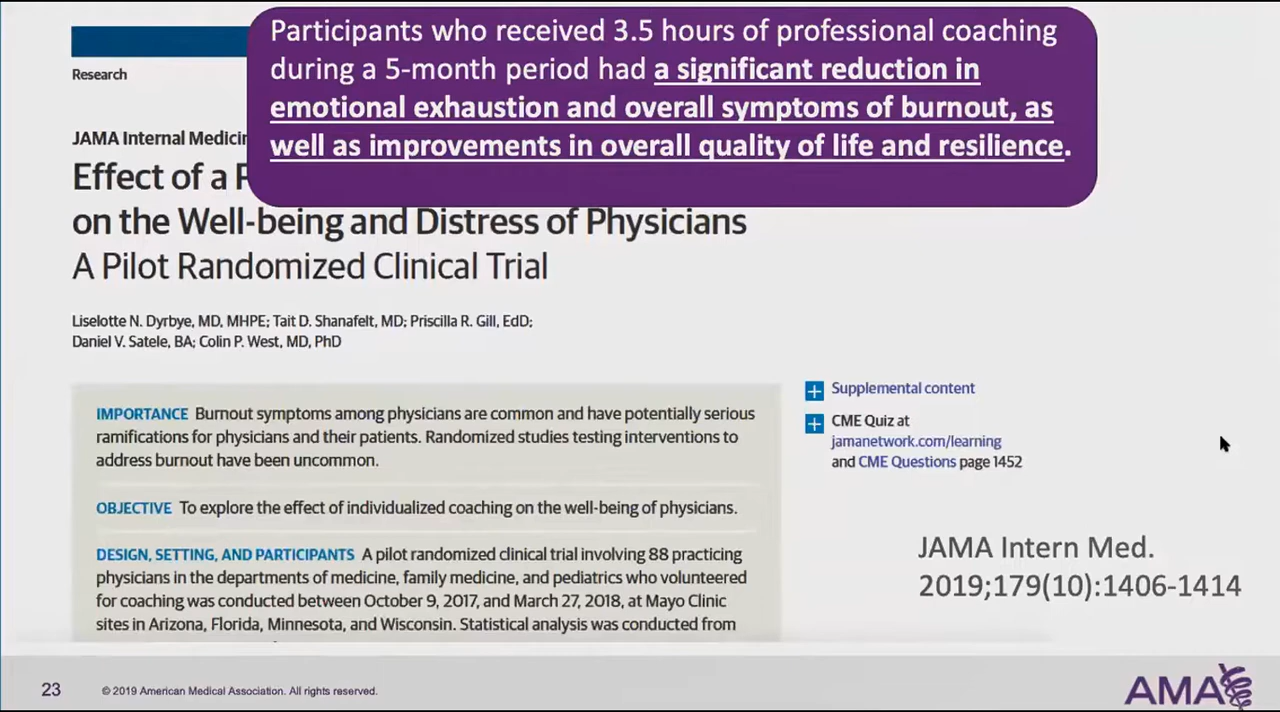 Participants who received 3.5 hours of professional coaching
during a 5-month period had a significant reduction in
emotional exhaustion and overall symptoms of burnout, as
well as improvements in overall quality of life and resilience.
Research
JAMA Internal Medicin
Effect of a
on the Well-being and Distress of Physicians
A Pilot Randomized Clinical Trial
Liselotte N. Dyrbye, MD, MHPE; Tait D. Shanafelt, MD; Priscilla R. Gill, EdD;
Daniel V. Satele, BA; Colin P. West, MD, PhD
IMPORTANCE Burnout symptoms among physicians are common and have potentially serious
ramifications for physicians and their patients. Randomized studies testing interventions to
address burnout have been uncommon.
OBJECTIVE To explore the effect of individualized coaching on the well-being of physicians.
DESIGN, SETTING, AND PARTICIPANTS A pilot randomized clinical trial involving 88 practicing
physicians in the departments of medicine, family medicine, and pediatrics who volunteered
for coaching was conducted between October 9, 2017, and March 27, 2018, at Mayo Clinic
sites in Arizona, Florida, Minnesota, and Wisconsin. Statistical analysis was conducted from
Supplemental content
CME Quiz at
jamanetwork.com/learning
and CME Questions page 1452
JAMA Intern Med.
2019;179(10):1406-1414
23
© 2019 American Medical Association. All rights reserved.
AMA